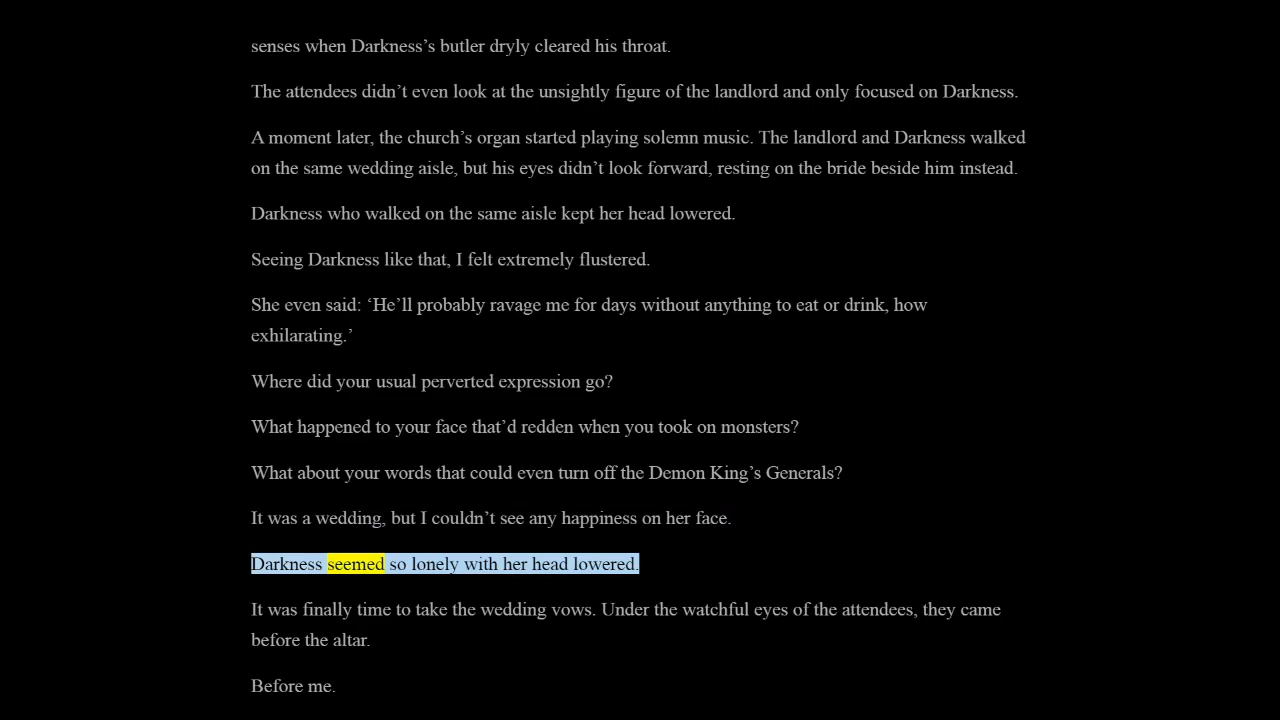 senses when Darkness’s butler dryly cleared his throat.
The attendees didn’t even look at the unsightly figure of the landlord and only focused on Darkness.
A moment later, the church’s organ started playing solemn music. The landlord and Darkness walked
on the same wedding aisle, but his eyes didn’t look forward, resting on the bride beside him instead.
Darkness who walked on the same aisle kept her head lowered.
Seeing Darkness like that, I felt extremely flustered.
She even said: ‘He’ll probably ravage me for days without anything to eat or drink, how
exhilarating.’
Where did your usual perverted expression go?
What happened to your face that’d redden when you took on monsters?
What about your words that could even turn off the Demon King’s Generals?
It was a wedding, but I couldn’t see any happiness on her face.
Darkness seemed so lonely with her head lowered.
It was finally time to take the wedding vows. Under the watchful eyes of the attendees, they came
before the altar.
Before me.